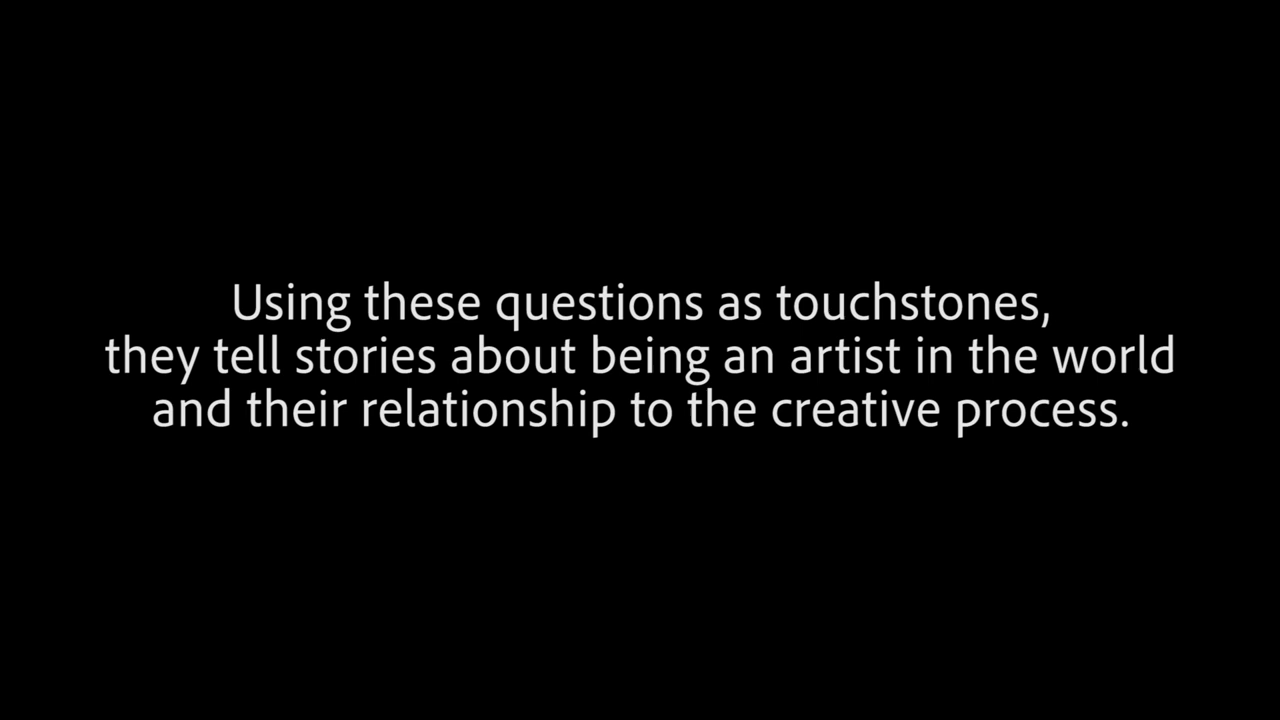 Using these questions as touchstones,
they tell stories about being an artist in the world
and their relationship to the creative process.